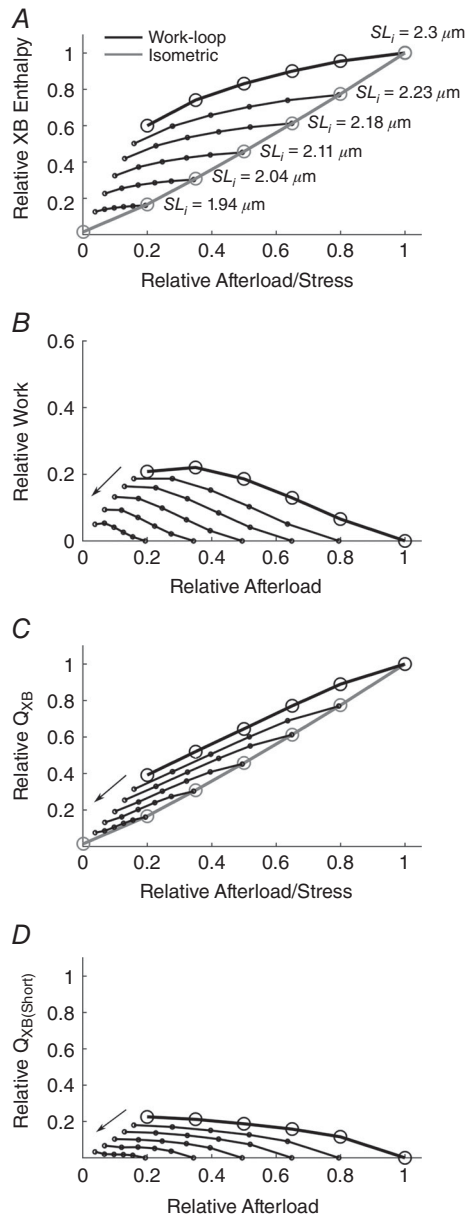 A
Work-loop
Isometric
SLi = 2.3 μm
SLi = 2.23 μm
SLi = 2.18 μm
SLi = 2.11 μm
SLi = 2.04 μm
SLi = 1.94 μm
Relative XB Enthalpy
1
0.8
0.6
0.4
0.2
0 0.2 0.4 0.6 0.8 1
Relative Afterload/Stress
B
Relative Work
0.6
0.4
0.2
0
0 0.2 0.4 0.6 0.8 1
Relative Afterload
C
Relative QXB
1
0.8
0.6
0.4
0.2
0 0.2 0.4 0.6 0.8 1
Relative Afterload/Stress
D
Relative QXB(Short)
1
0.8
0.6
0.4
0.2
0 0.2 0.4 0.6 0.8 1
Relative Afterload